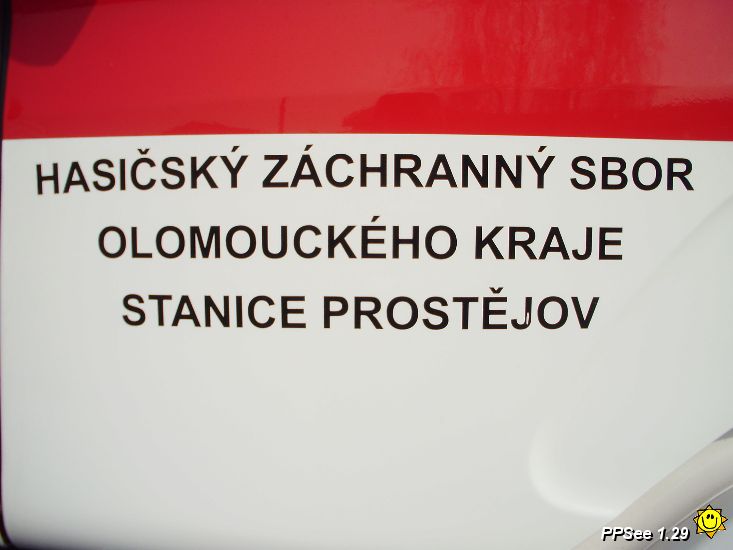 HASIČSKÝ ZÁCHRANNÝ SBOR
OLOMOUCKÉHO KRAJE
STANICE PROSTĚJOV
PPSee 1.29